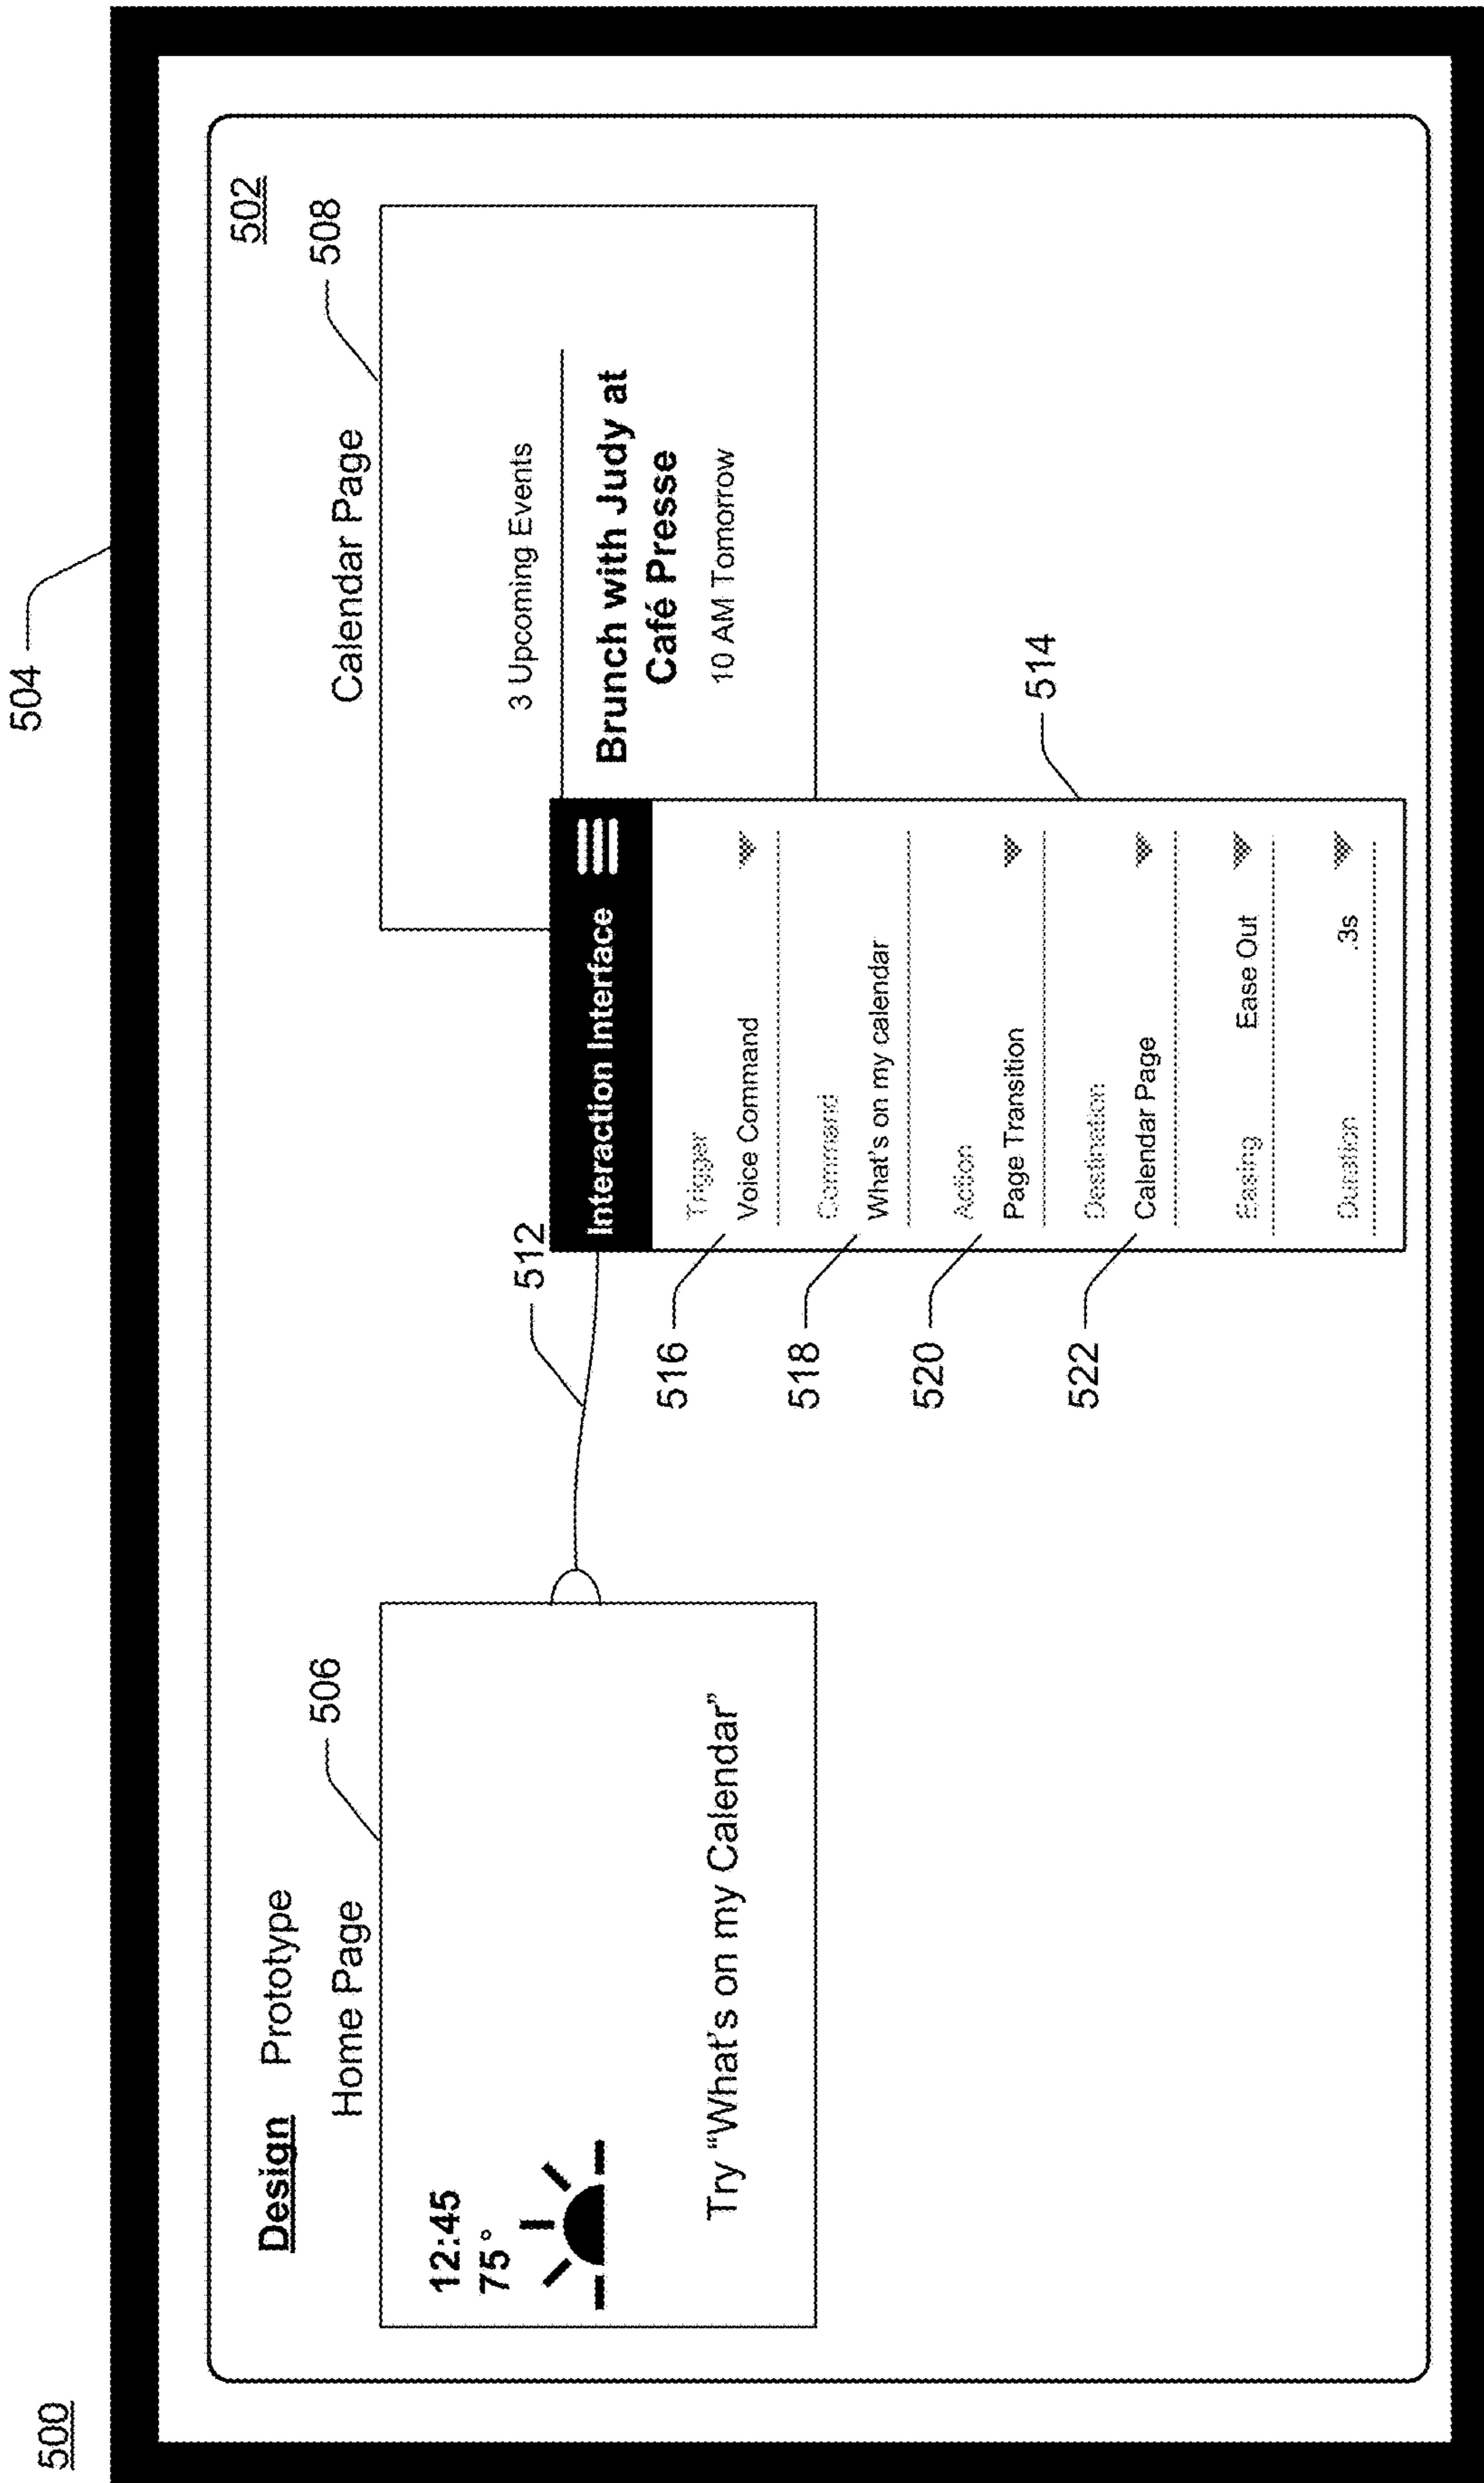 500
504
502
Design Prototype
Home Page
506
12:45
75°
Try “What’s on my Calendar”
Calendar Page
508
3 Upcoming Events
Brunch with Judy at
Café Presse
10 AM Tomorrow
512
Interaction Interface
514
Trigger
516
Voice Command
Command
518
What's on my calendar
Action
520
Page Transition
Destination
522
Calendar Page
Easing Ease Out
Duration .3s